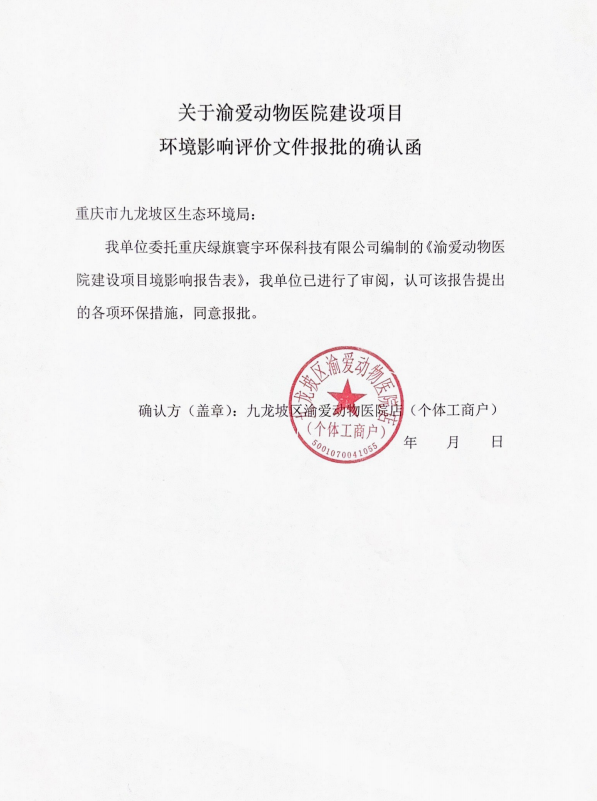 关于渝爱动物医院建设项目
环境影响评价文件报批的确认函
重庆市九龙坡区生态环境局：
我单位委托重庆绿旗寰宇环保科技有限公司编制的《渝爱动物医
院建设项目境影响报告表》，我单位已进行了审阅，认可该报告提出
的各项环保措施，同意报批。
九龙坡区渝爱动物医院店
确认方（盖章）：九龙坡区渝爱动物医院店（个体工商户）
（个体工商户）
5001070041055
年 月 日